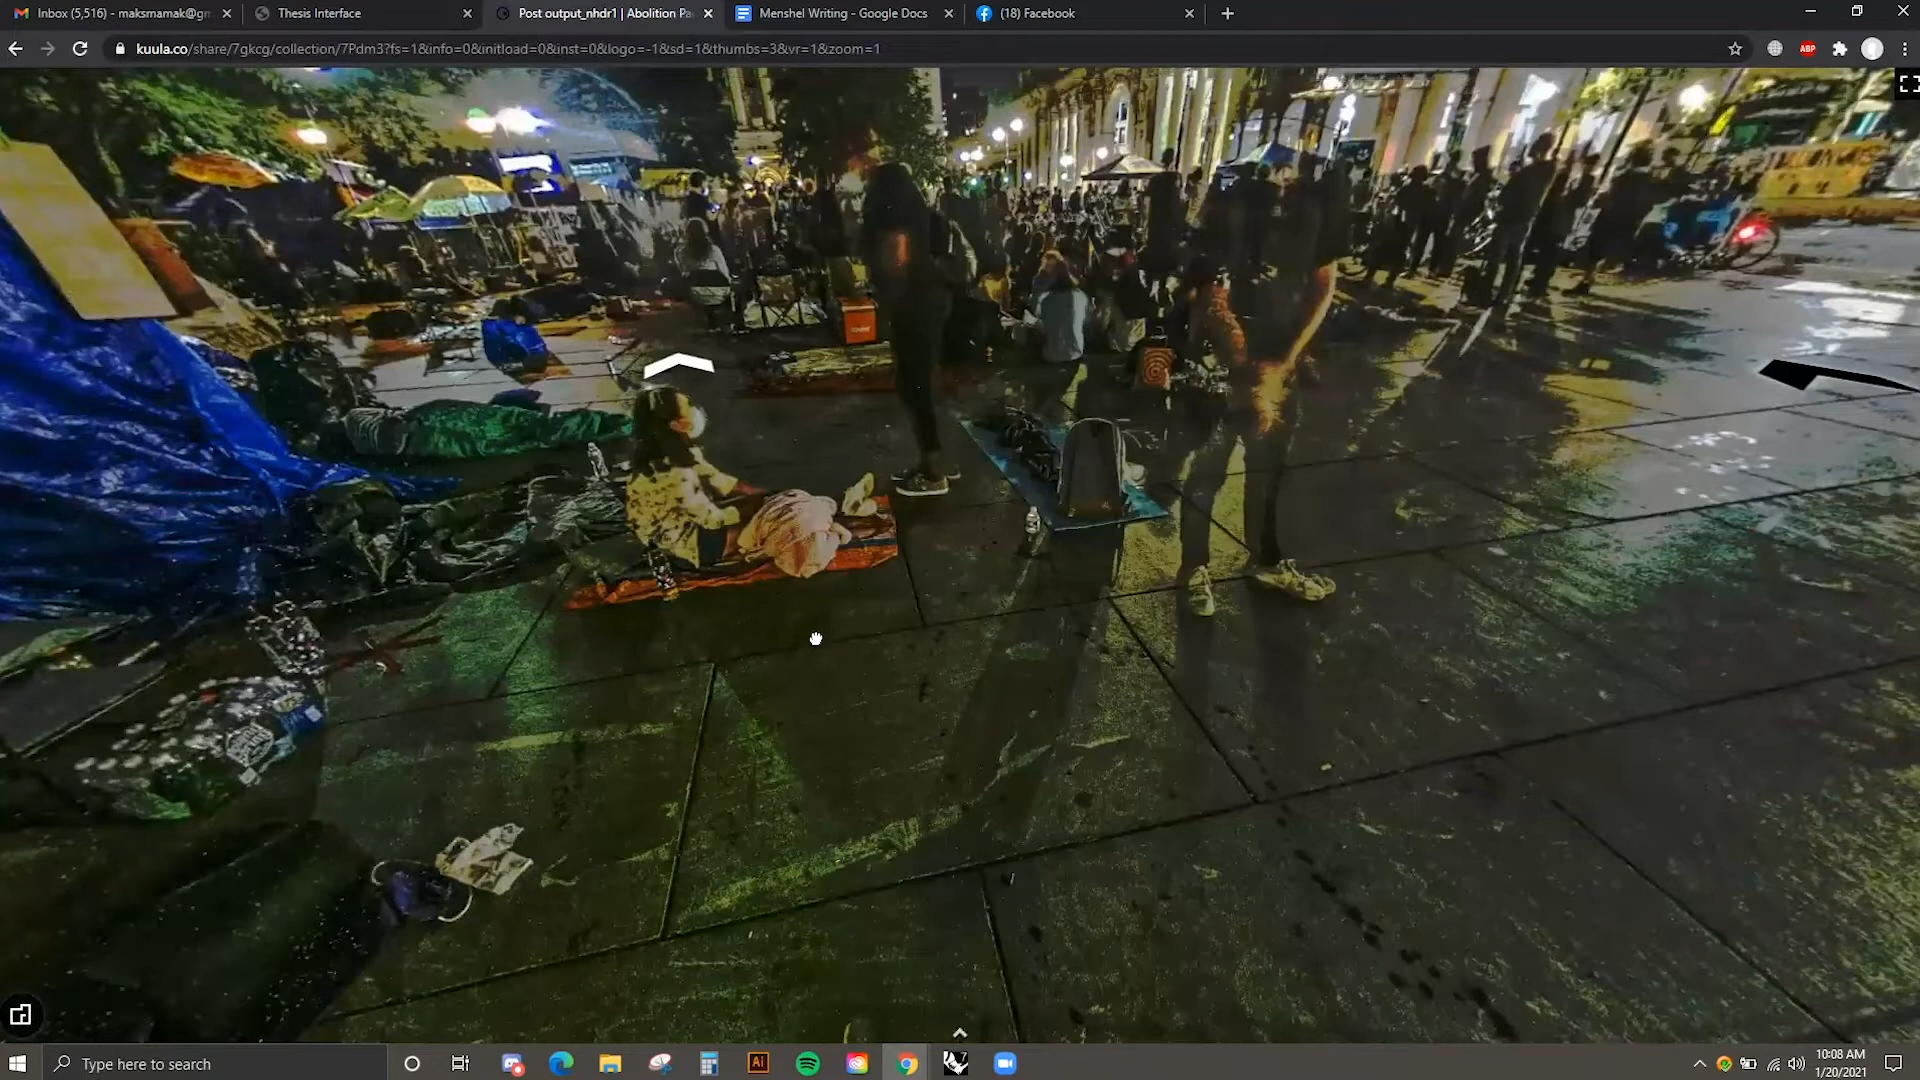 Inbox (5,516) - maksmamak@gm
Thesis Interface
Post output_nhdr1 | Abolition Pa
Menshel Writing - Google Docs
(18) Facebook
kuula.co/share/7gkcg/collection/7Pdm3?fs=1&info=0&initload=0&inst=0&logo=-1&sd=1&thumbs=3&vr=1&zoom=1
ABP
Type here to search
Ai
10:08 AM
1/20/2021